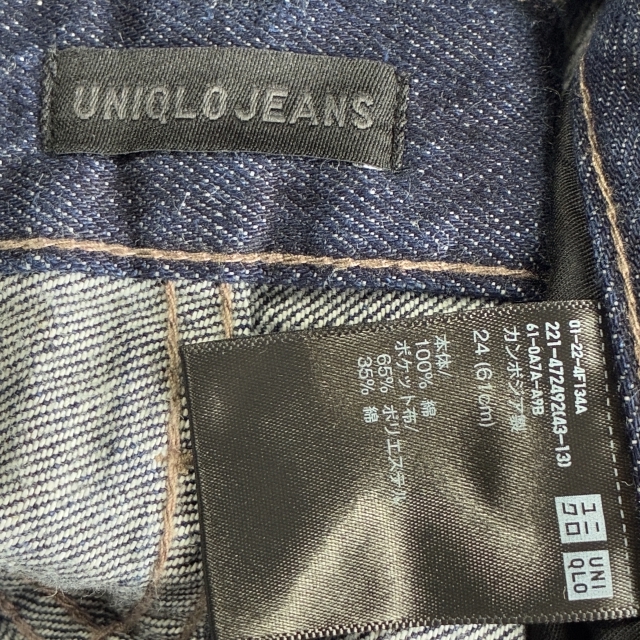 UNIQLO JEANS
ユニ
クロ
UNI
QLO
01-22-4F134A
221-472492(43-13)
61-0A7A-A9B
カンボジア製
24 (61cm)
本体
100% 綿
ポケット布/
65% ポリエステル
35% 綿